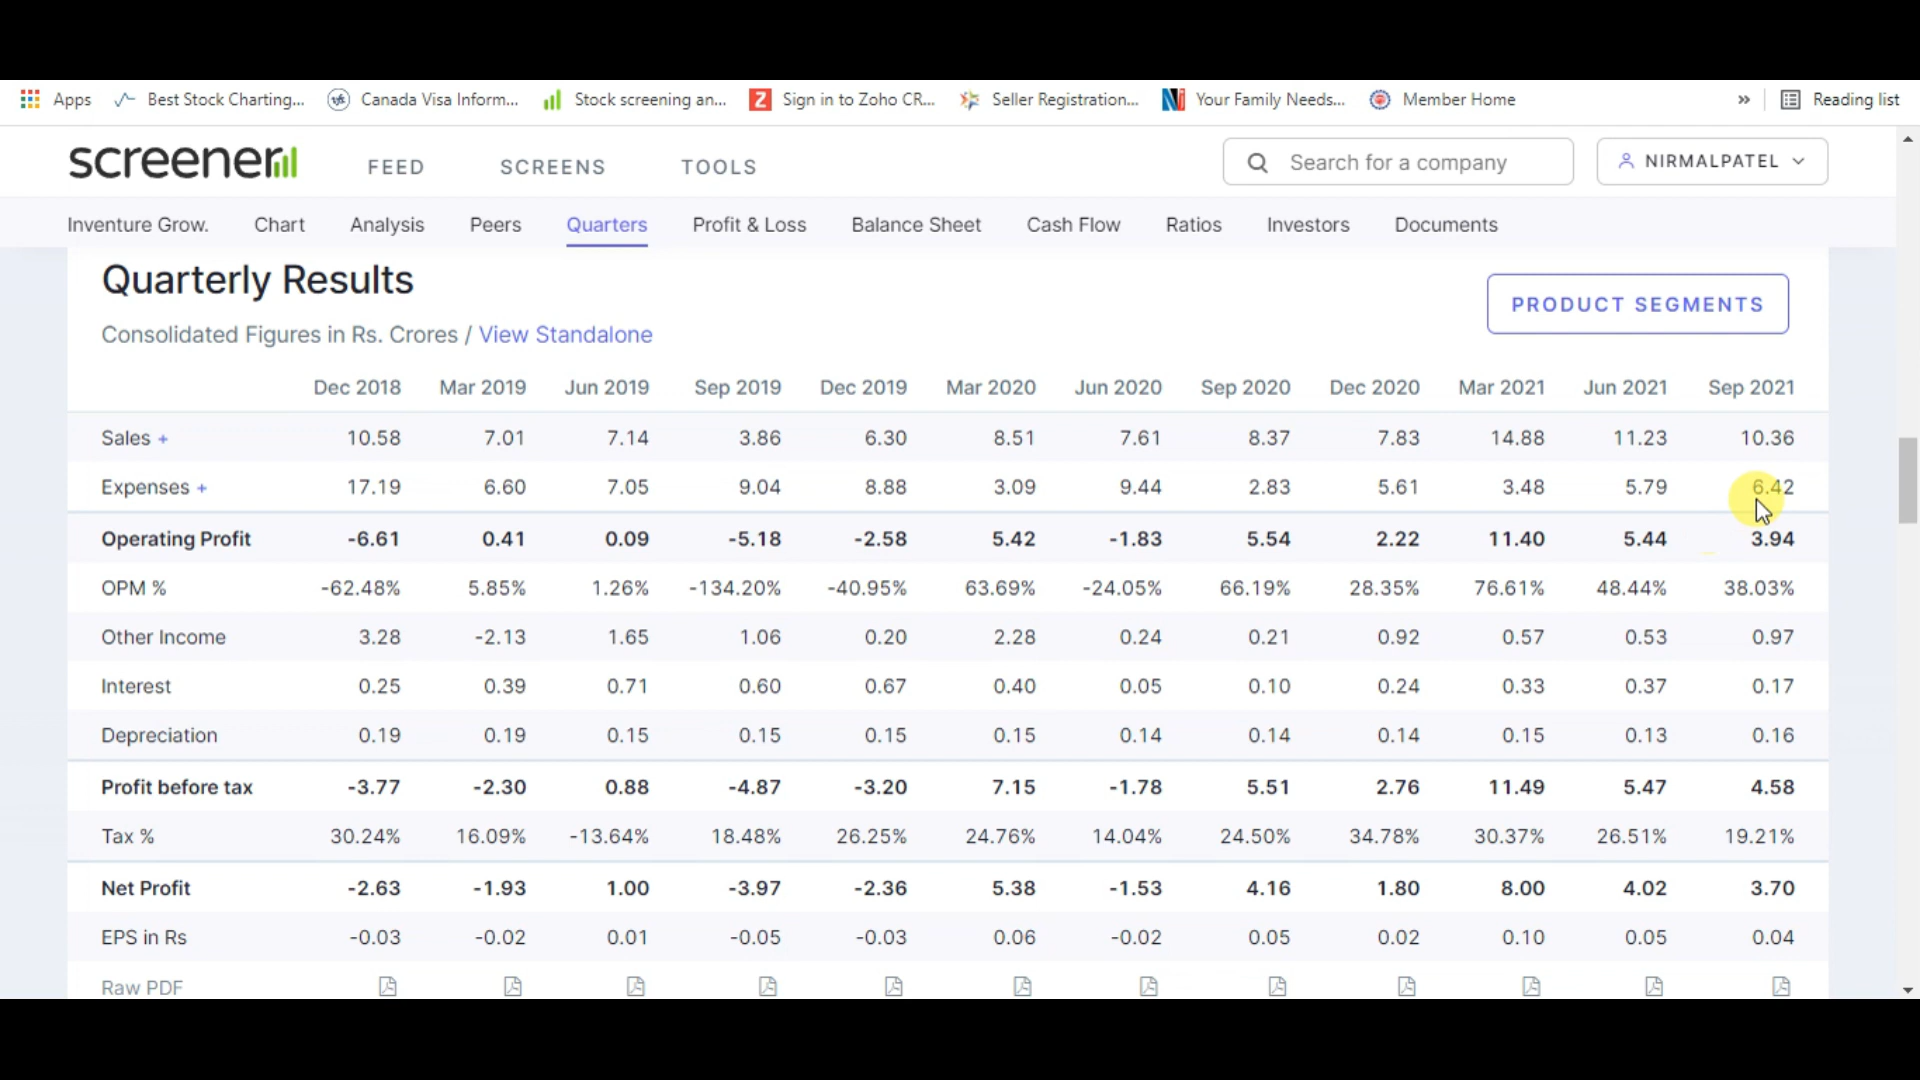 Apps Best Stock Charting... Canada Visa Inform... Stock screening an... Sign in to Zoho CR... Seller Registration... Your Family Needs... Member Home » Reading list
screener FEED SCREENS TOOLS Search for a company NIRMALPATEL
Inventure Grow. Chart Analysis Peers Quarters Profit & Loss Balance Sheet Cash Flow Ratios Investors Documents
Quarterly Results
PRODUCT SEGMENTS
Consolidated Figures in Rs. Crores / View Standalone
Dec 2018 Mar 2019 Jun 2019 Sep 2019 Dec 2019 Mar 2020 Jun 2020 Sep 2020 Dec 2020 Mar 2021 Jun 2021 Sep 2021
Sales + 10.58 7.01 7.14 3.86 6.30 8.51 7.61 8.37 7.83 14.88 11.23 10.36
Expenses + 17.19 6.60 7.05 9.04 8.88 3.09 9.44 2.83 5.61 3.48 5.79 6.42
Operating Profit -6.61 0.41 0.09 -5.18 -2.58 5.42 -1.83 5.54 2.22 11.40 5.44 3.94
OPM % -62.48% 5.85% 1.26% -134.20% -40.95% 63.69% -24.05% 66.19% 28.35% 76.61% 48.44% 38.03%
Other Income 3.28 -2.13 1.65 1.06 0.20 2.28 0.24 0.21 0.92 0.57 0.53 0.97
Interest 0.25 0.39 0.71 0.60 0.67 0.40 0.05 0.10 0.24 0.33 0.37 0.17
Depreciation 0.19 0.19 0.15 0.15 0.15 0.15 0.14 0.14 0.14 0.15 0.13 0.16
Profit before tax -3.77 -2.30 0.88 -4.87 -3.20 7.15 -1.78 5.51 2.76 11.49 5.47 4.58
Tax % 30.24% 16.09% -13.64% 18.48% 26.25% 24.76% 14.04% 24.50% 34.78% 30.37% 26.51% 19.21%
Net Profit -2.63 -1.93 1.00 -3.97 -2.36 5.38 -1.53 4.16 1.80 8.00 4.02 3.70
EPS in Rs -0.03 -0.02 0.01 -0.05 -0.03 0.06 -0.02 0.05 0.02 0.10 0.05 0.04
Raw PDF